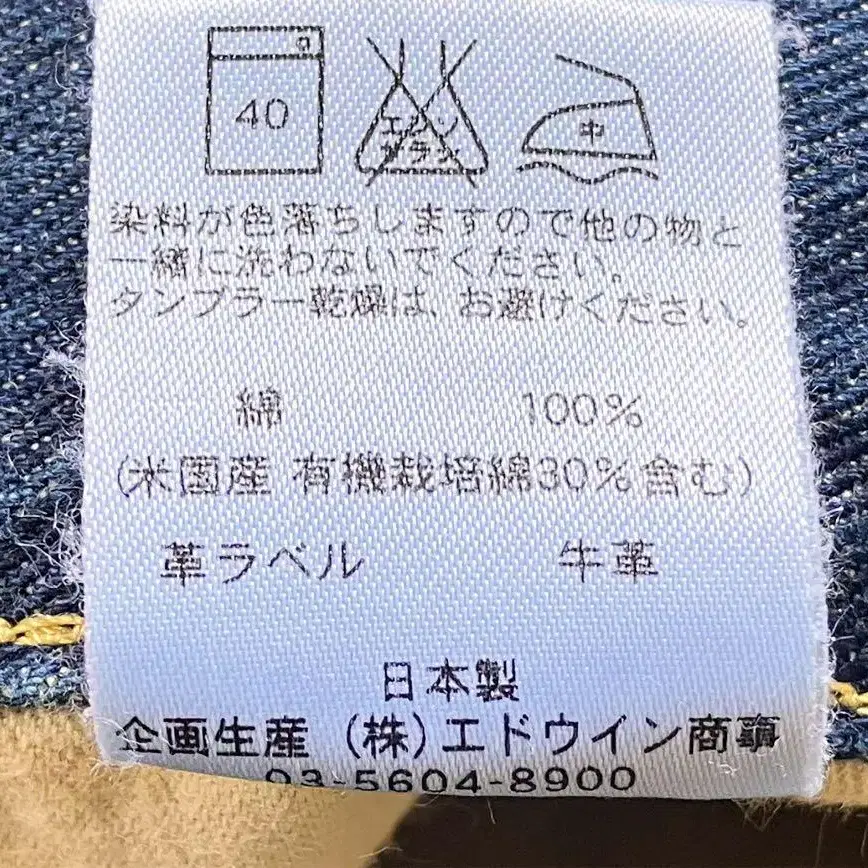 40
エンソ
サラシ
中
染料が色落ちしますので他の物と
一緒に洗わないでください。
タンブラー乾燥は、お避けください。
綿 100%
(米国産 有機栽培綿30%含む)
革ラベル 牛革
日本製
企画生産 (株)エドウイン商事
03-5604-8900